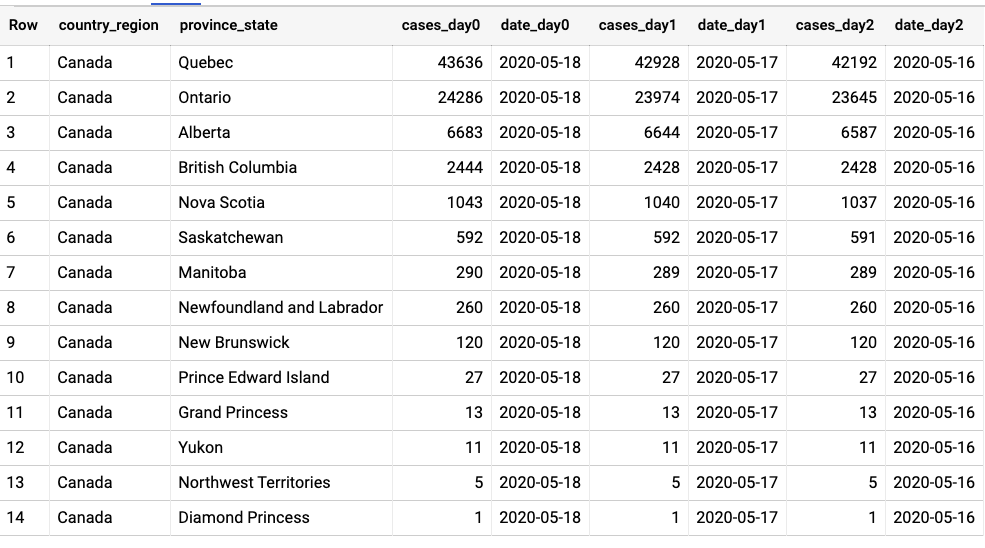 Row country_region province_state cases_day0 date_day0 cases_day1 date_day1 cases_day2 date_day2
1 Canada Quebec 43636 2020-05-18 42928 2020-05-17 42192 2020-05-16
2 Canada Ontario 24286 2020-05-18 23974 2020-05-17 23645 2020-05-16
3 Canada Alberta 6683 2020-05-18 6644 2020-05-17 6587 2020-05-16
4 Canada British Columbia 2444 2020-05-18 2428 2020-05-17 2428 2020-05-16
5 Canada Nova Scotia 1043 2020-05-18 1040 2020-05-17 1037 2020-05-16
6 Canada Saskatchewan 592 2020-05-18 592 2020-05-17 591 2020-05-16
7 Canada Manitoba 290 2020-05-18 289 2020-05-17 289 2020-05-16
8 Canada Newfoundland and Labrador 260 2020-05-18 260 2020-05-17 260 2020-05-16
9 Canada New Brunswick 120 2020-05-18 120 2020-05-17 120 2020-05-16
10 Canada Prince Edward Island 27 2020-05-18 27 2020-05-17 27 2020-05-16
11 Canada Grand Princess 13 2020-05-18 13 2020-05-17 13 2020-05-16
12 Canada Yukon 11 2020-05-18 11 2020-05-17 11 2020-05-16
13 Canada Northwest Territories 5 2020-05-18 5 2020-05-17 5 2020-05-16
14 Canada Diamond Princess 1 2020-05-18 1 2020-05-17 1 2020-05-16